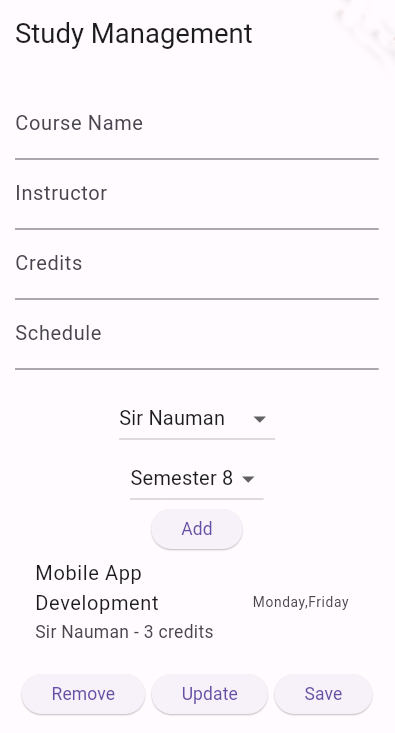 Study Management
Course Name
Instructor
Credits
Schedule
Sir Nauman
Semester 8
Add
Mobile App
Development
Monday,Friday
Sir Nauman - 3 credits
Remove
Update
Save